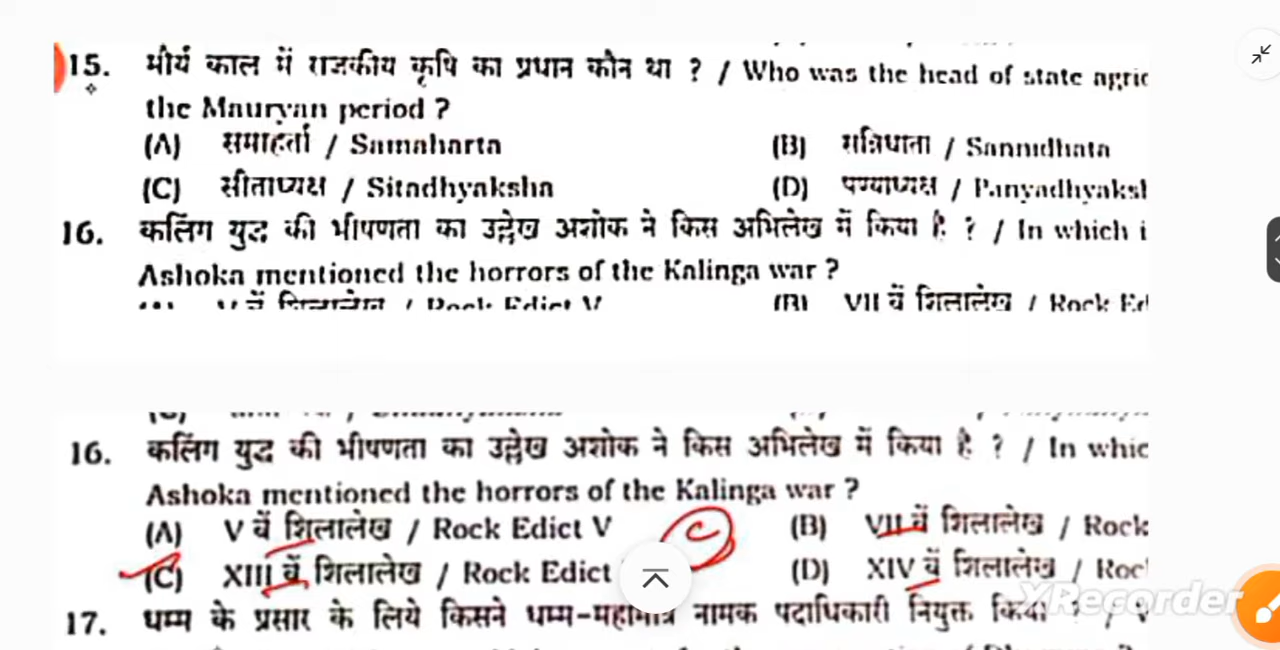 15. मौर्य काल में राजकीय कृषि का प्रधान कौन था ? / Who was the head of state agric
the Mauryan period ?
(A) समाहर्ता / Samaharta (B) सन्निधाता / Sannidhata
(C) सीताध्यक्ष / Sitadhyaksha (D) पण्याध्यक्ष / Panyadhyaksh
16. कलिंग युद्ध की भीषणता का उल्लेख अशोक ने किस अभिलेख में किया है ? / In which i
Ashoka mentioned the horrors of the Kalinga war ?
(A) V वें शिलालेख / Rock Edict V (B) VII वें शिलालेख / Rock Ed
16. कलिंग युद्ध की भीषणता का उल्लेख अशोक ने किस अभिलेख में किया है ? / In whic
Ashoka mentioned the horrors of the Kalinga war ?
(A) V वें शिलालेख / Rock Edict V (B) VII वें शिलालेख / Rock
C
(C) XIII वें शिलालेख / Rock Edict (D) XIV वें शिलालेख / Roc
XRecorder
17. धम्म के प्रसार के लिये किसने धम्म-महामात्र नामक पदाधिकारी नियुक्त किया ? /